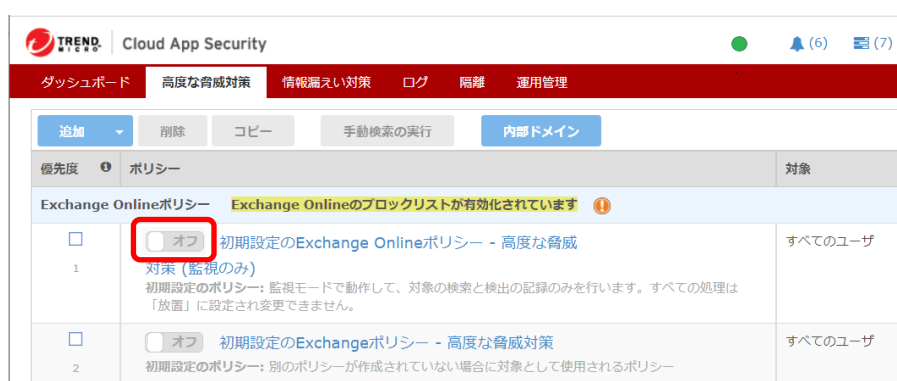 TREND MICRO Cloud App Security (6) (7)
ダッシュボード 高度な脅威対策 情報漏えい対策 ログ 隔離 運用管理
追加 削除 コピー 手動検索の実行 内部ドメイン
優先度 ポリシー 対象
Exchange Onlineポリシー Exchange Onlineのブロックリストが有効化されています
オフ 初期設定のExchange Onlineポリシー - 高度な脅威 すべてのユーザ
1 対策 (監視のみ)
初期設定のポリシー: 監視モードで動作して、対象の検索と検出の記録のみを行います。すべての処理は
「放置」に設定され変更できません。
オフ 初期設定のExchangeポリシー - 高度な脅威対策 すべてのユーザ
2 初期設定のポリシー: 別のポリシーが作成されていない場合に対象として使用されるポリシー